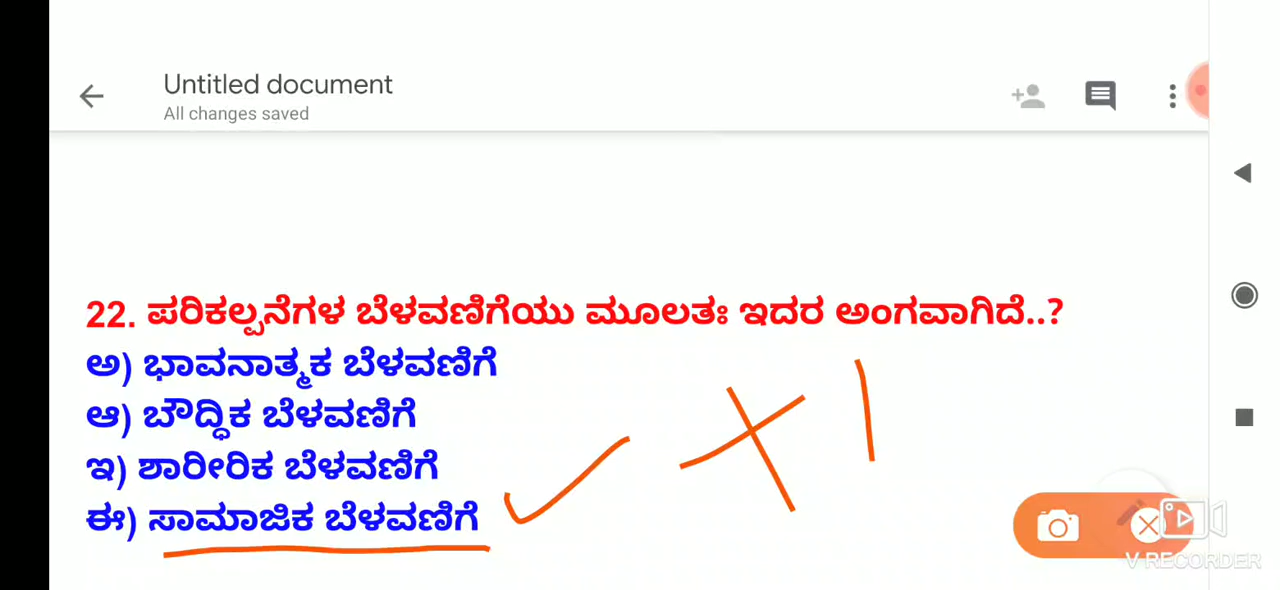 Untitled document
All changes saved
22. ಪರಿಕಲ್ಪನೆಗಳ ಬೆಳವಣಿಗೆಯು ಮೂಲತಃ ಇದರ ಅಂಗವಾಗಿದೆ..?
ಅ) ಭಾವನಾತ್ಮಕ ಬೆಳವಣಿಗೆ
ಆ) ಬೌದ್ಧಿಕ ಬೆಳವಣಿಗೆ
ಇ) ಶಾರೀರಿಕ ಬೆಳವಣಿಗೆ
ಈ) ಸಾಮಾಜಿಕ ಬೆಳವಣಿಗೆ
+1
V RECORDER